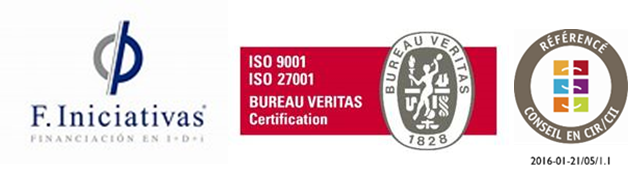 F.Iniciativas®
FINANCIACIÓN EN I+D+i
ISO 9001
ISO 27001
BUREAU VERITAS
Certification
BUREAU VERITAS
1828
RÉFÉRENCÉ
CONSEIL EN CIR/CII
2016-01-21/05/1.1